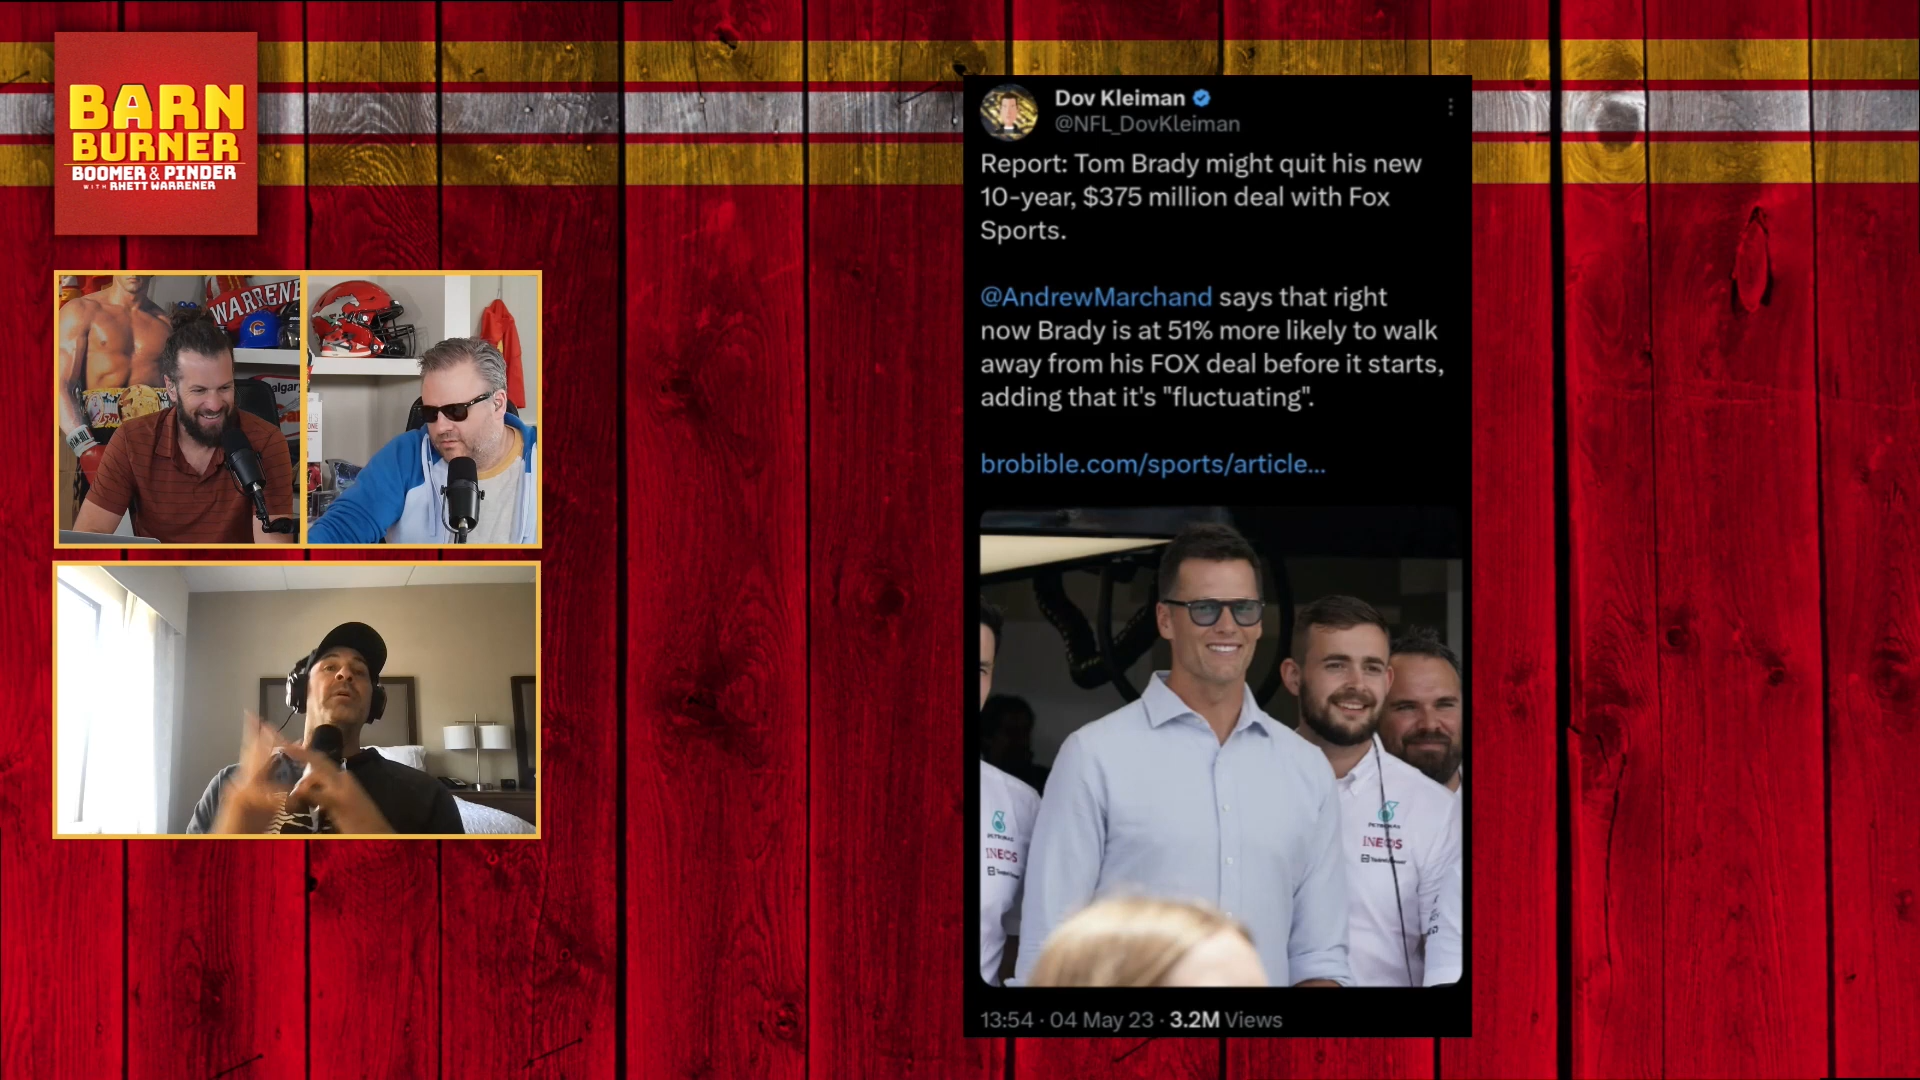 BARN
BURNER
BOOMER & PINDER
WITH RHETT WARRENER
WARRENE
algary
Dov Kleiman
@NFL_DovKleiman
Report: Tom Brady might quit his new
10-year, $375 million deal with Fox
Sports.
@AndrewMarchand says that right
now Brady is at 51% more likely to walk
away from his FOX deal before it starts,
adding that it's "fluctuating".
brobible.com/sports/article...
PETRONAS
INEOS
PETRONAS
INEOS
13:54 · 04 May 23 · 3.2M Views